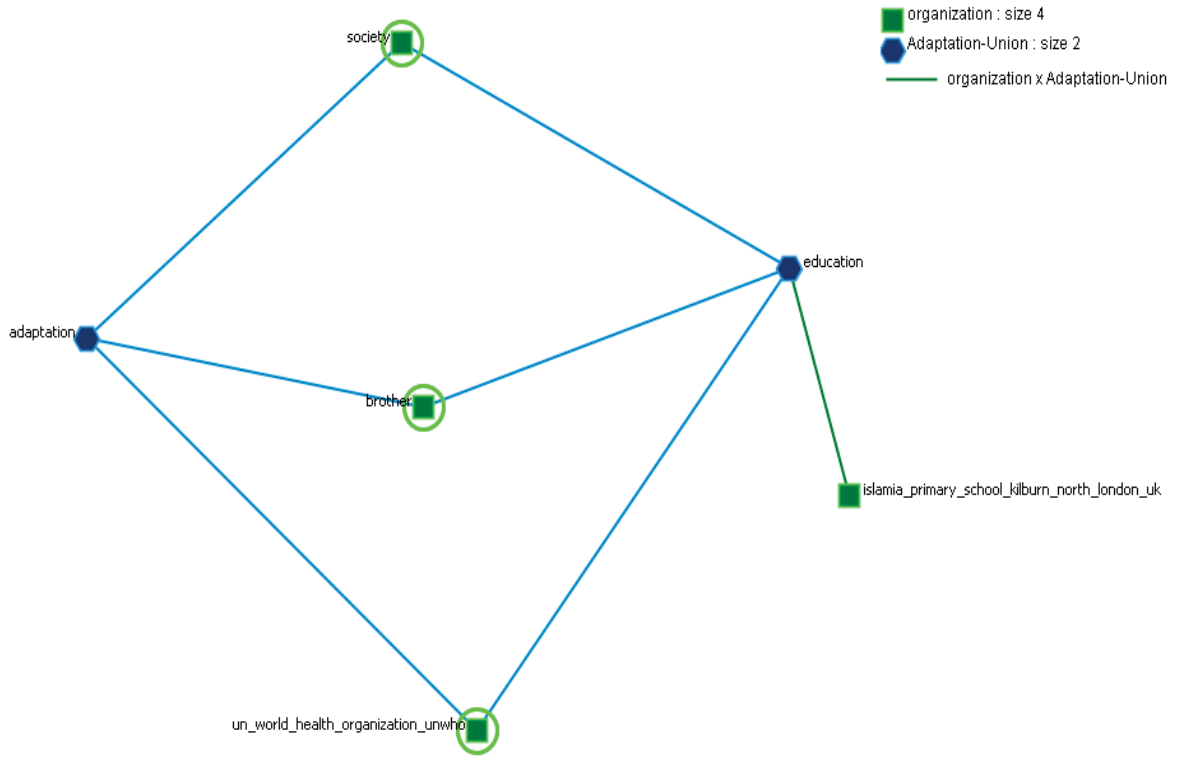 organization : size 4
society
Adaptation-Union : size 2
organization x Adaptation-Union
education
adaptation
brother
islamia_primary_school_kilburn_north_london_uk
un_world_health_organization_unwho